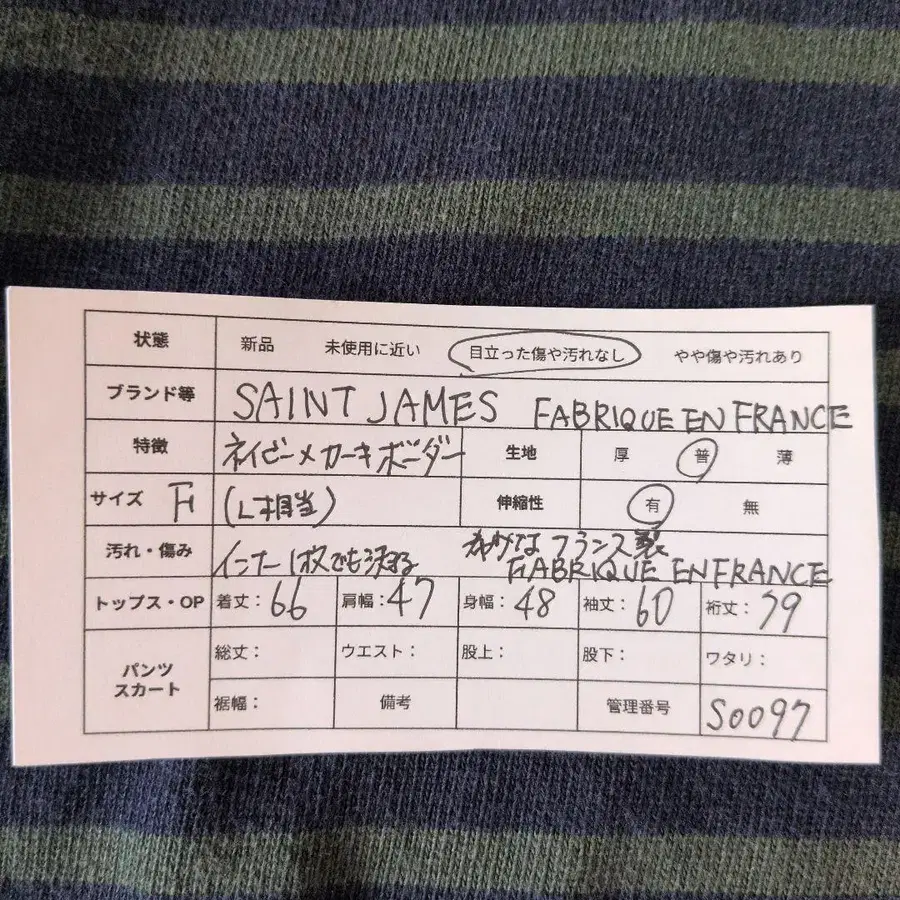 状態 新品 未使用に近い 目立った傷や汚れなし やや傷や汚れあり
ブランド等 SAINT JAMES FABRIQUE EN FRANCE
特徴 ネイビー×カーキボーダー 生地 厚 普 薄
サイズ F (L相当) 伸縮性 有 無
汚れ・傷み インナー1枚でも決る フランス製
FABRIQUE EN FRANCE
トップス・OP 着丈：66 肩幅：47 身幅：48 袖丈：60 裄丈：79
パンツ
スカート
総丈： ウエスト： 股上： 股下： ワタリ：
裾幅： 備考 管理番号 S0097